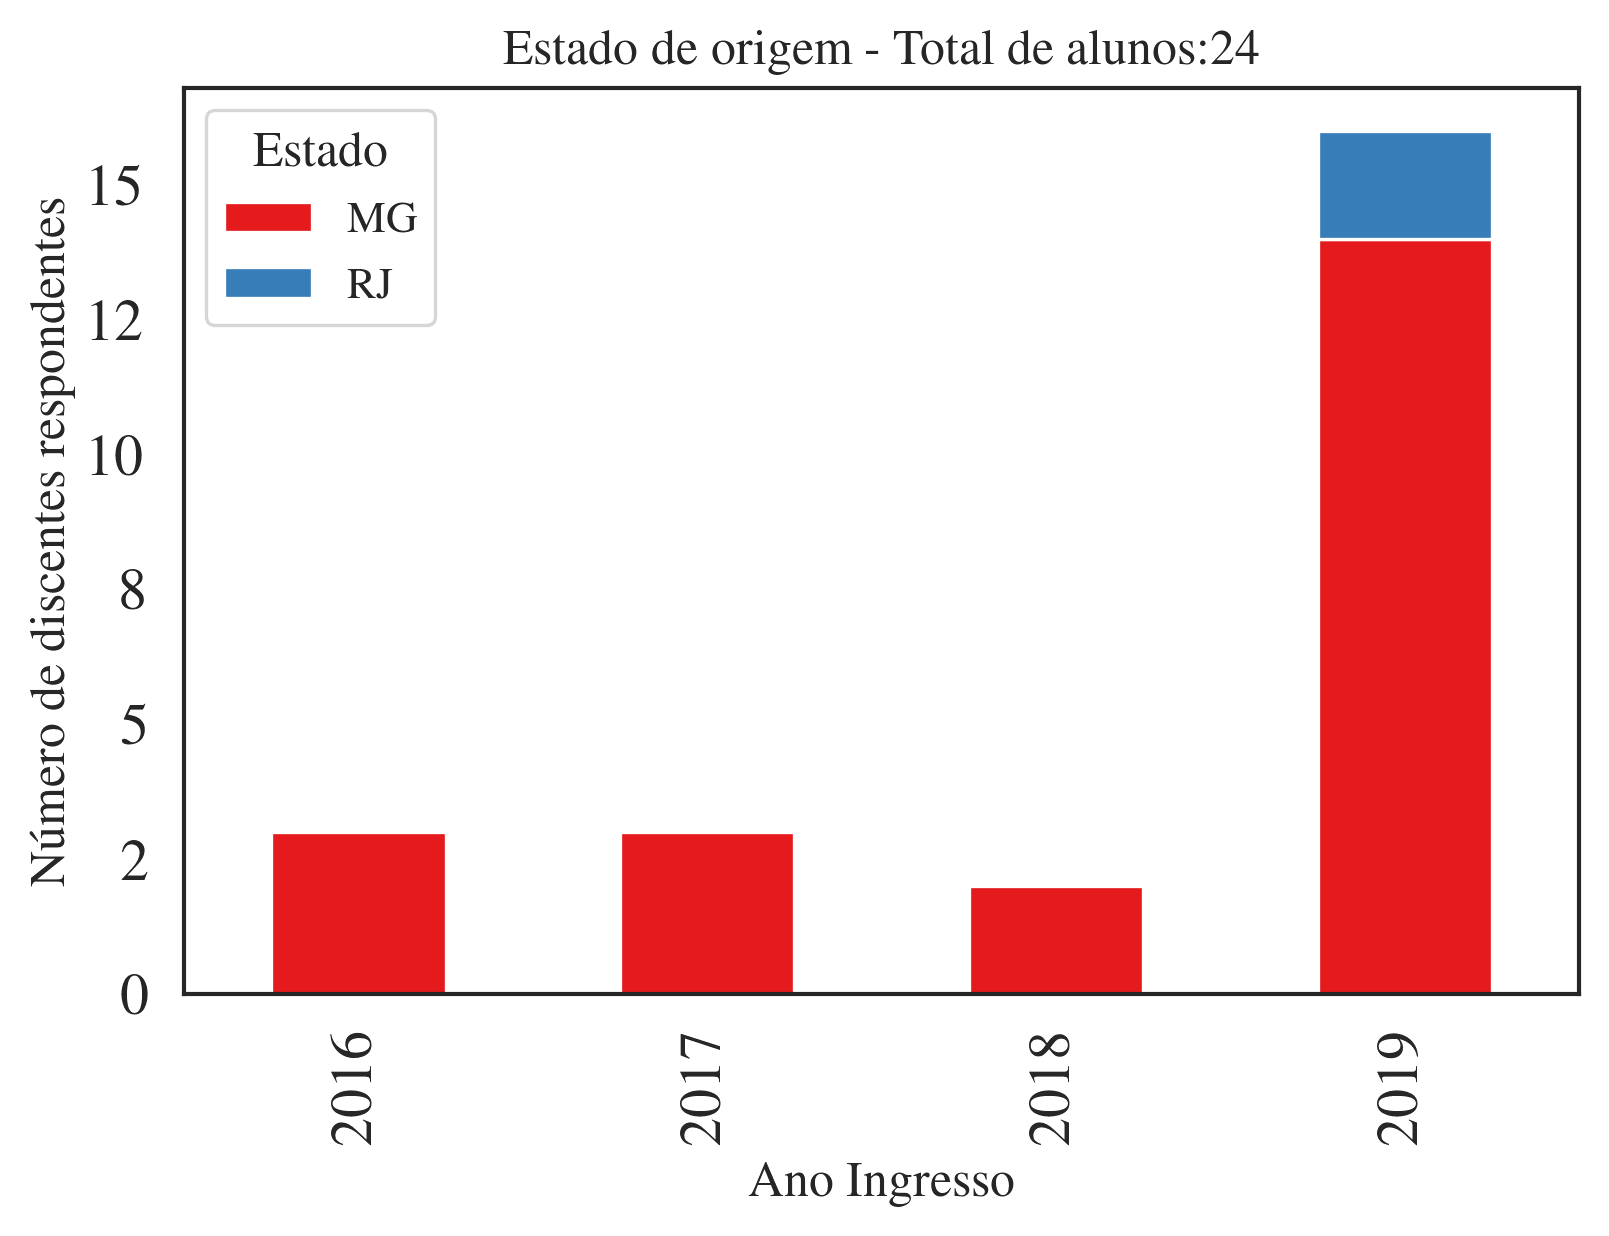 Estado de origem - Total de alunos:24
Estado
MG
RJ
Número de discentes respondentes
15
12
10
8
5
2
0
2016
2017
2018
2019
Ano Ingresso